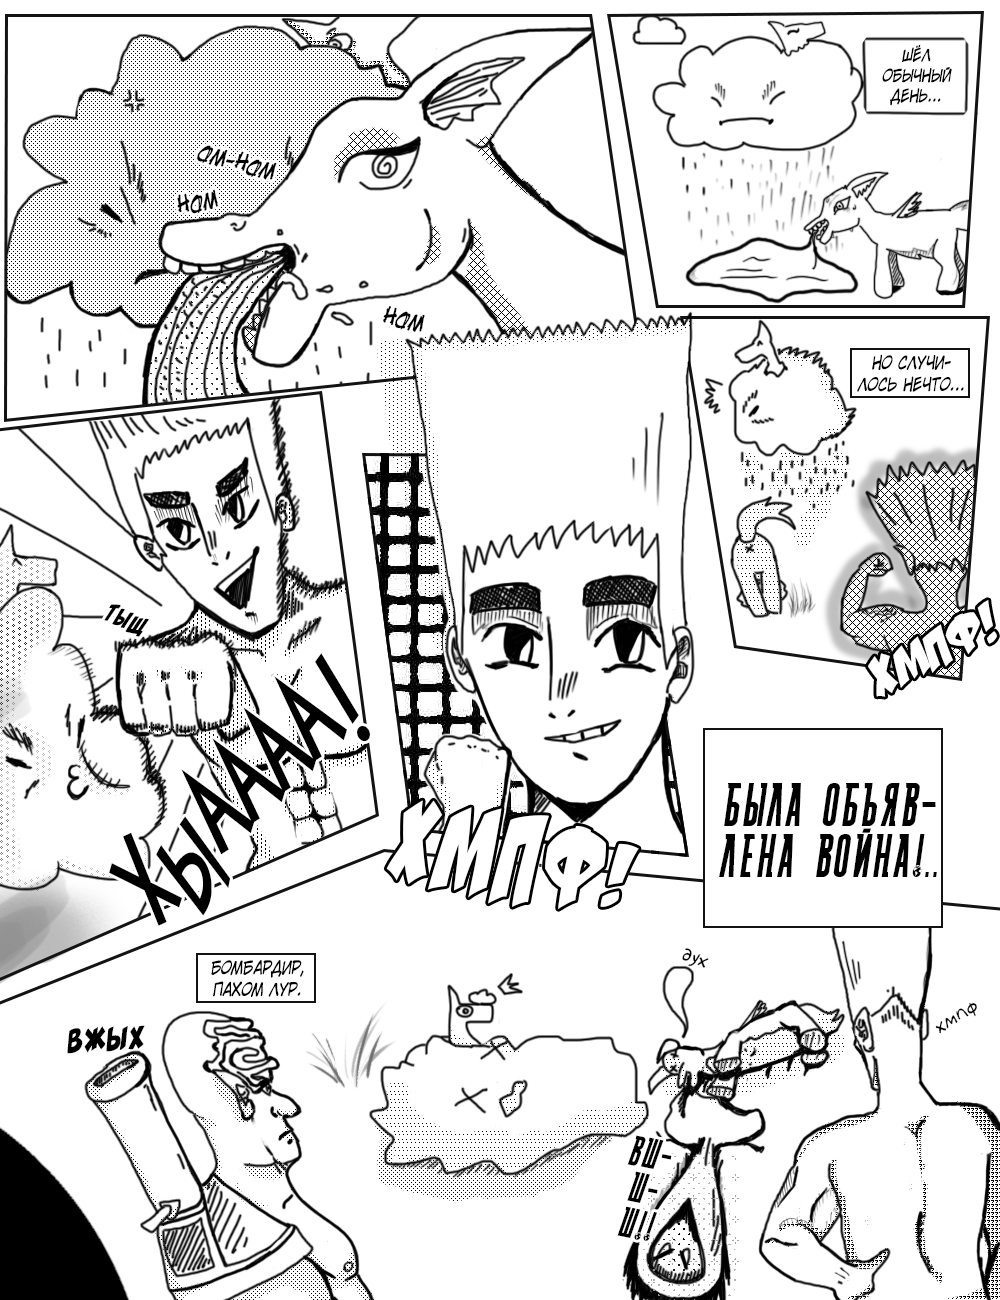 ШЁЛ
ОБЫЧНЫЙ
ДЕНЬ...
ОМ-НОМ
НОМ
НОМ
НО СЛУЧИ-
ЛОСЬ НЕЧТО...
ХМПФ!
ХМПФ!
ТЫЩ
ХЫАААА!
БЫЛА ОБЪЯВ-
ЛЕНА ВОЙНА!..
БОМБАРДИР,
ПАХОМ ЛУР.
ВЖЫХ
ДУХ
ХМПФ
ВШ-
Ш-
Ш!!